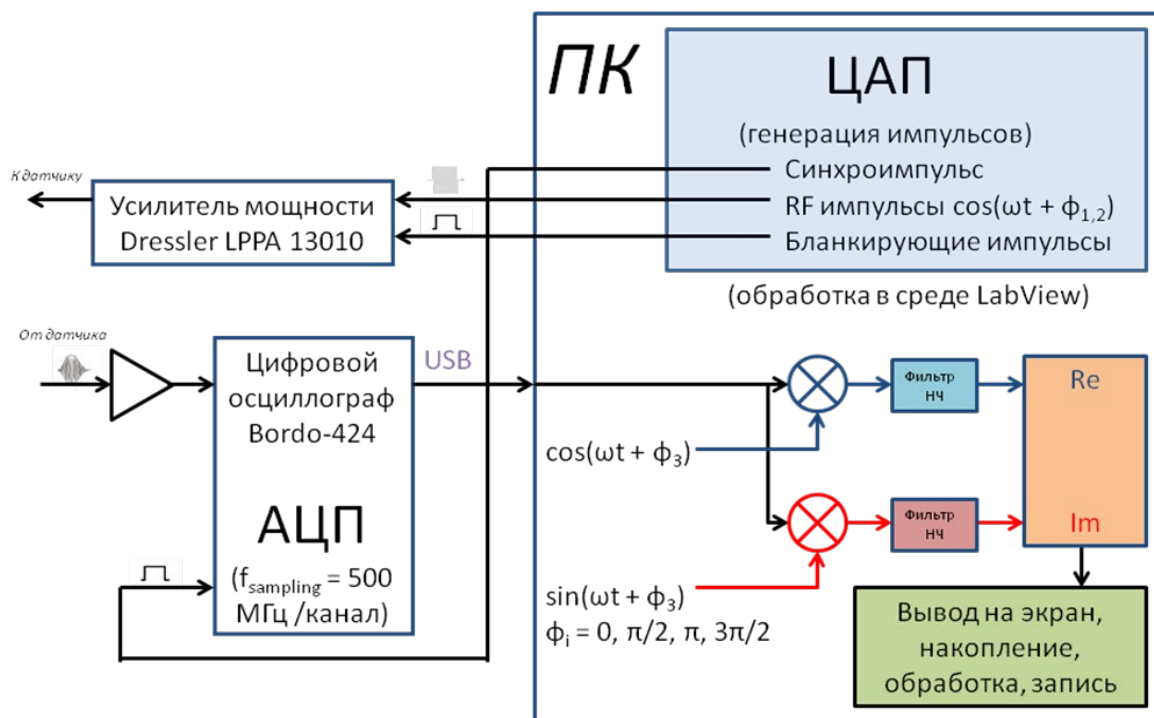 ПК
ЦАП
(генерация импульсов)
Синхроимпульс
RF импульсы cos(ωt + ϕ1,2)
Бланкирующие импульсы
(обработка в среде LabView)
К датчику
Усилитель мощности
Dressler LPPA 13010
От датчика
Цифровой
осциллограф
Bordo-424
АЦП
(fsampling = 500
МГц /канал)
USB
cos(ωt + ϕ3)
Фильтр
нч
Re
sin(ωt + ϕ3)
ϕi = 0, π/2, π, 3π/2
Фильтр
нч
Im
Вывод на экран,
накопление,
обработка, запись